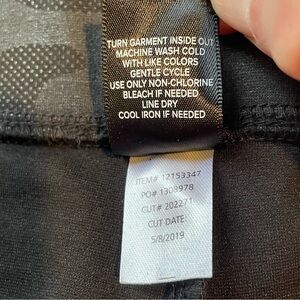 TURN GARMENT INSIDE OUT
MACHINE WASH COLD
WITH LIKE COLORS
GENTLE CYCLE
USE ONLY NON-CHLORINE
BLEACH IF NEEDED
LINE DRY
COOL IRON IF NEEDED
ITEM# 12153347
PO# 1308978
CUT# 202271
CUT DATE:
5/8/2019